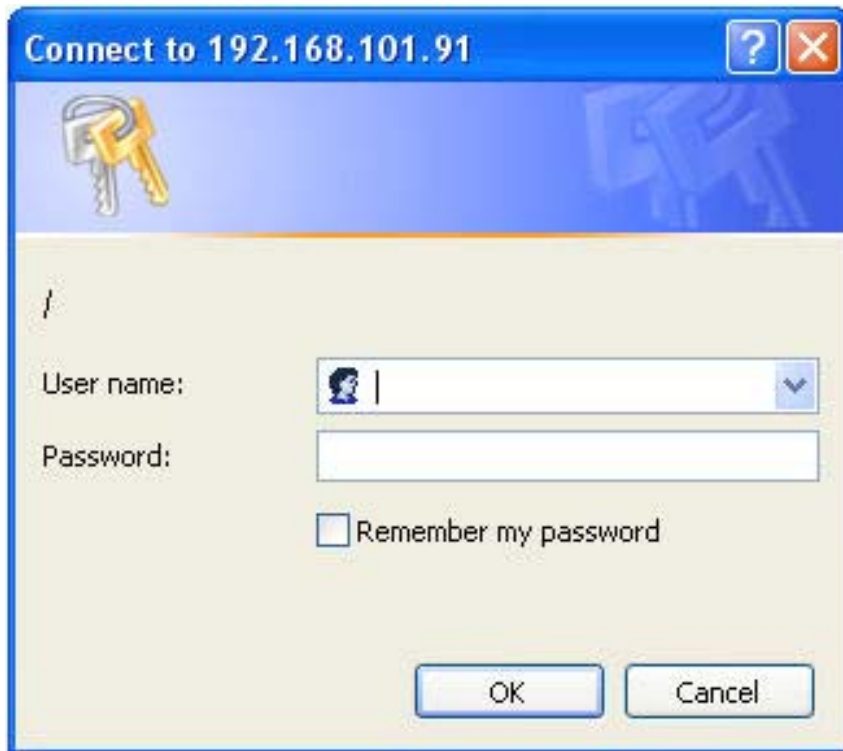 Connect to 192.168.101.91
?
/
User name:
Password:
Remember my password
OK
Cancel